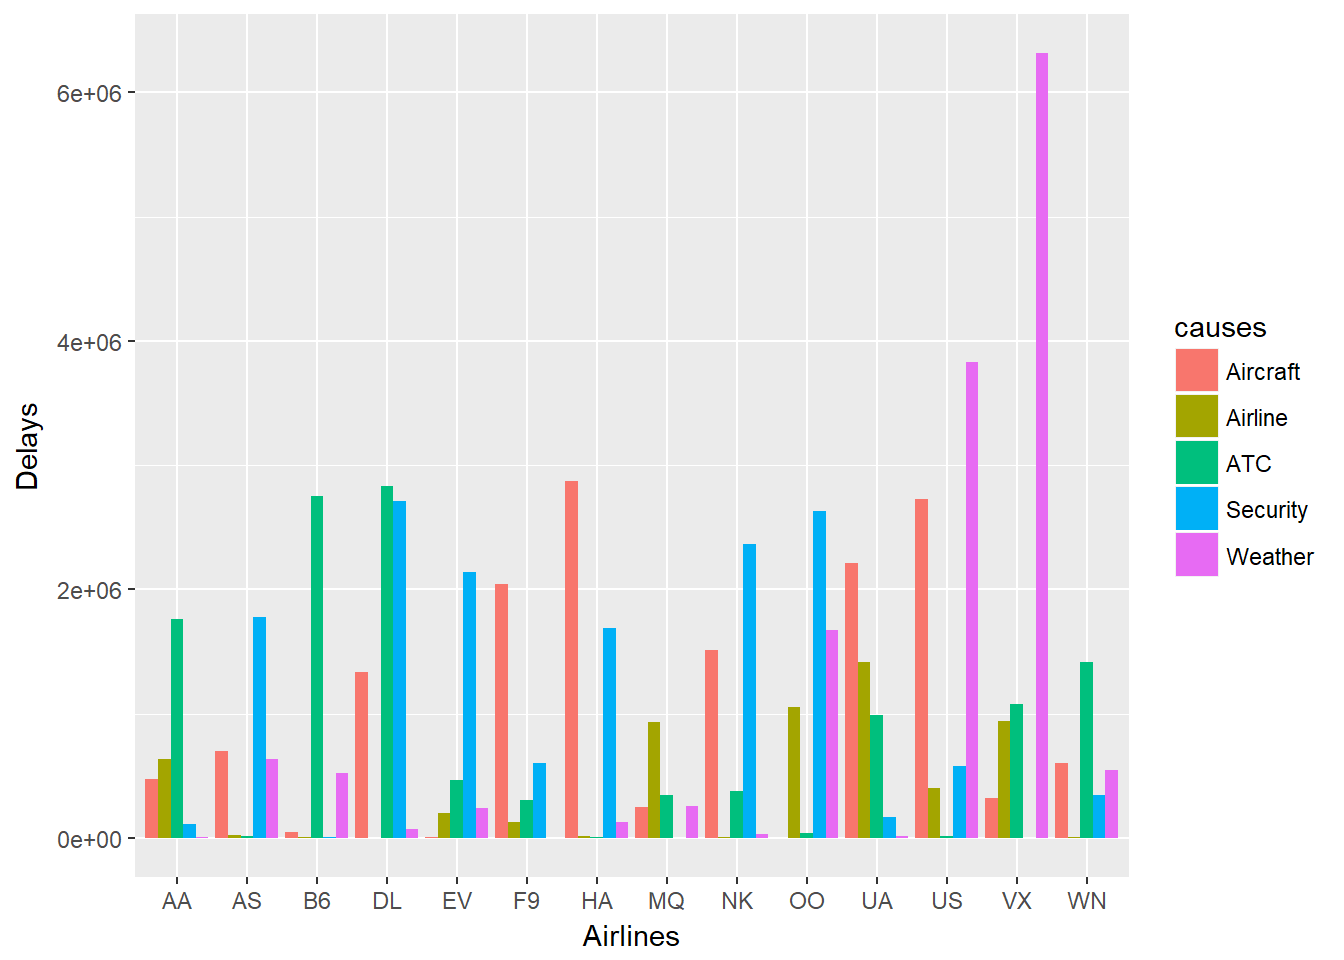 6e+06
4e+06
2e+06
0e+00
Delays
AA AS B6 DL EV F9 HA MQ NK OO UA US VX WN
Airlines
causes
Aircraft
Airline
ATC
Security
Weather